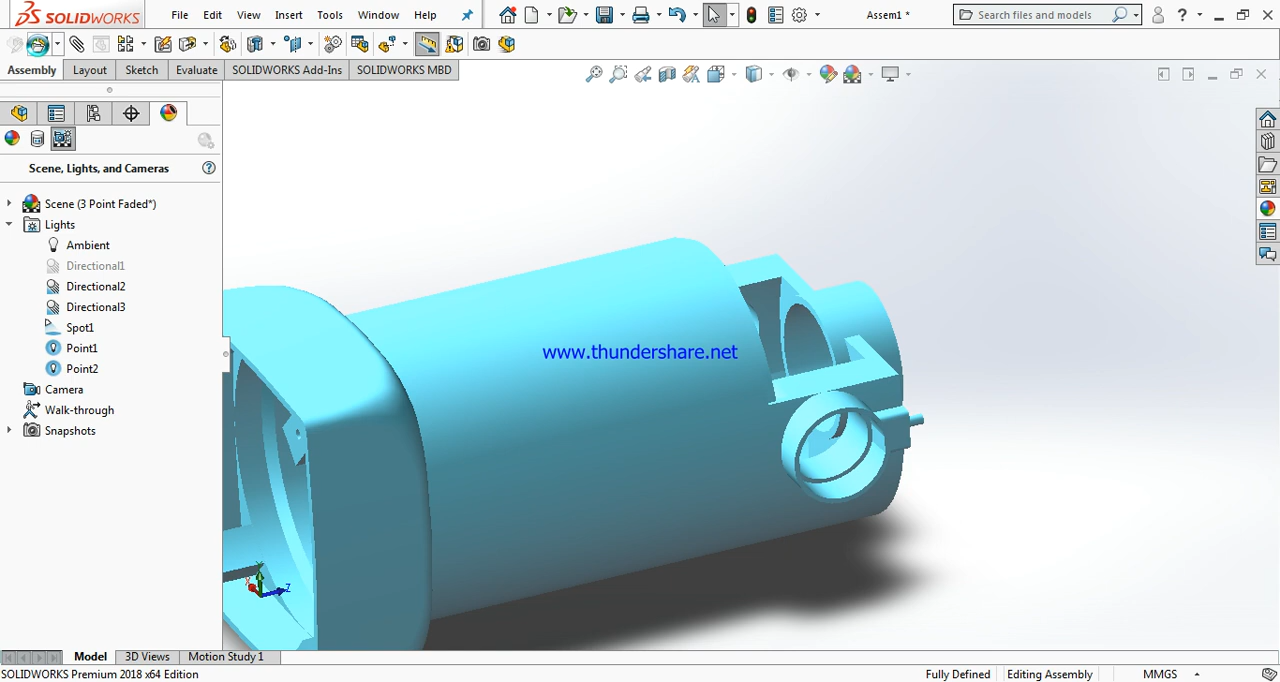 SOLIDWORKS
File Edit View Insert Tools Window Help
Assem1 *
Search files and models
Assembly Layout Sketch Evaluate SOLIDWORKS Add-Ins SOLIDWORKS MBD
Scene, Lights, and Cameras
Scene (3 Point Faded*)
Lights
Ambient
Directional1
Directional2
Directional3
Spot1
Point1
Point2
Camera
Walk-through
Snapshots
www.thundershare.net
Y
X
Z
Model 3D Views Motion Study 1
SOLIDWORKS Premium 2018 x64 Edition
Fully Defined Editing Assembly MMGS